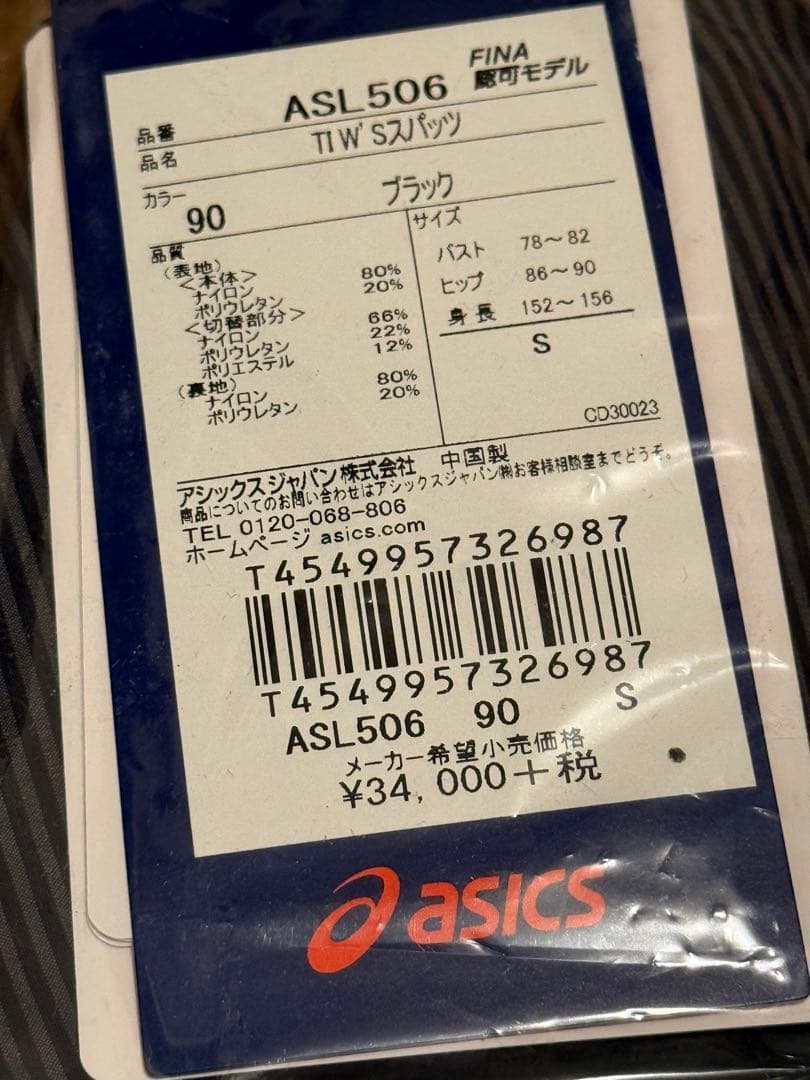 品番 ASL506 FINA認可モデル
品名 TI W'Sスパッツ
カラー 90 ブラック
品質
(表地)
<本体>
ナイロン 80%
ポリウレタン 20%
<切替部分>
ナイロン 66%
ポリウレタン 22%
ポリエステル 12%
(裏地)
ナイロン 80%
ポリウレタン 20%
サイズ
バスト 78~82
ヒップ 86~90
身長 152~156
S
CD30023
アシックスジャパン株式会社 中国製
商品についてのお問い合わせはアシックスジャパン㈱お客様相談室までどうぞ。
TEL 0120-068-806
ホームページ asics.com
T4549957326987
T4549957326987
ASL506 90 S
メーカー希望小売価格
¥34,000+税
asics